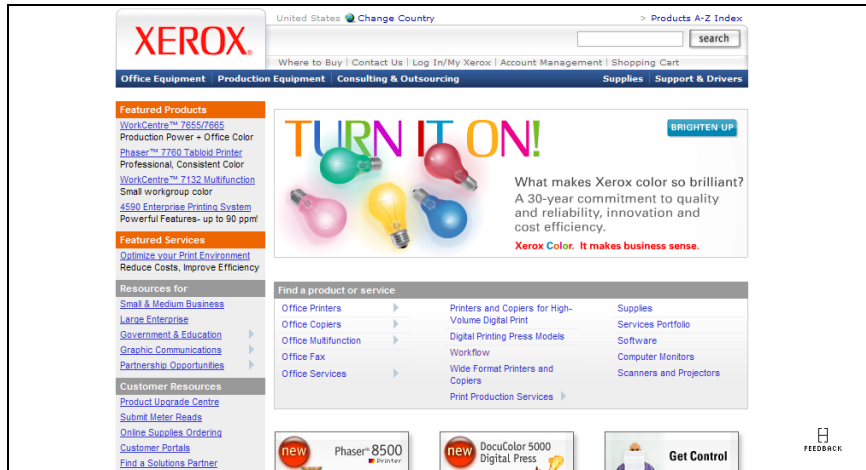 United States Change Country
> Products A-Z Index
XEROX.
search
Where to Buy | Contact Us | Log In/My Xerox | Account Management | Shopping Cart
Office Equipment | Production Equipment | Consulting & Outsourcing
Supplies | Support & Drivers
Featured Products
WorkCentre™ 7655/7665
Production Power + Office Color
Phaser™ 7760 Tabloid Printer
Professional, Consistent Color
WorkCentre™ 7132 Multifunction
Small workgroup color
4590 Enterprise Printing System
Powerful Features- up to 90 ppm!
Featured Services
Optimize your Print Environment
Reduce Costs, Improve Efficiency
Resources for
Small & Medium Business
Large Enterprise
Government & Education
Graphic Communications
Partnership Opportunities
Customer Resources
Product Upgrade Centre
Submit Meter Reads
Online Supplies Ordering
Customer Portals
Find a Solutions Partner
TURN IT ON!
BRIGHTEN UP
What makes Xerox color so brilliant?
A 30-year commitment to quality
and reliability, innovation and
cost efficiency.
Xerox Color. It makes business sense.
Find a product or service
Office Printers
Office Copiers
Office Multifunction
Office Fax
Office Services
Printers and Copiers for High-
Volume Digital Print
Digital Printing Press Models
Workflow
Wide Format Printers and
Copiers
Print Production Services
Supplies
Services Portfolio
Software
Computer Monitors
Scanners and Projectors
new
Phaser® 8500
Printer
new
DocuColor 5000
Digital Press
Get Control
FEEDBACK